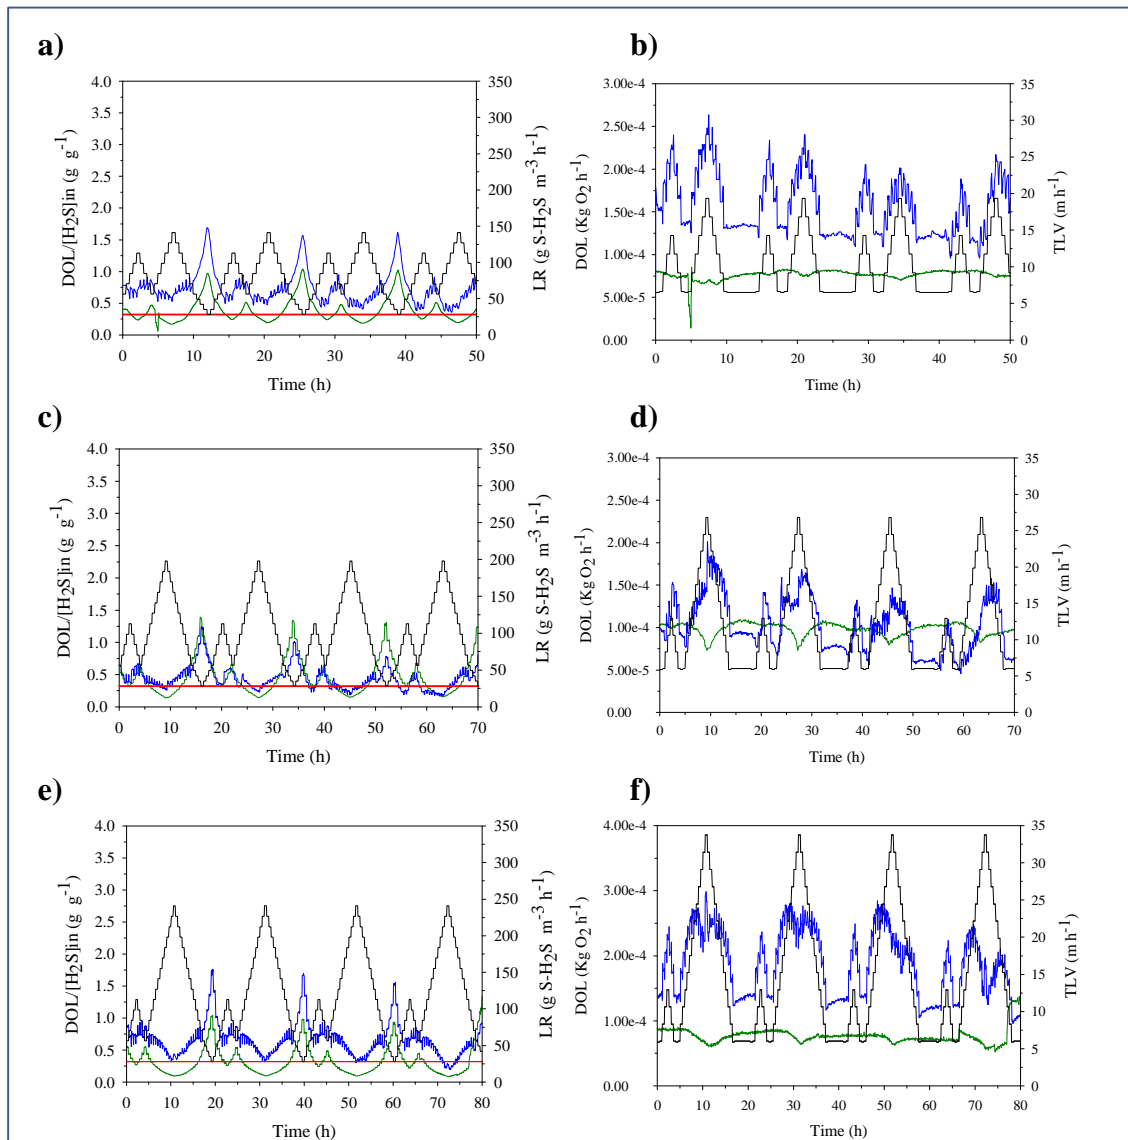 a)
DOL/[H2S]in (g g-1)
4.0
3.5
3.0
2.5
2.0
1.5
1.0
0.5
0.0
350
300
250
200
150
100
50
0
LR (g S-H2S m-3 h-1)
0 10 20 30 40 50
Time (h)
b)
DOL (Kg O2 h-1)
3.00e-4
2.50e-4
2.00e-4
1.50e-4
1.00e-4
5.00e-5
0.00
35
30
25
20
15
10
5
0
TLV (m h-1)
0 10 20 30 40 50
Time (h)
c)
DOL/[H2S]in (g g-1)
4.0
3.5
3.0
2.5
2.0
1.5
1.0
0.5
0.0
350
300
250
200
150
100
50
0
LR (g S-H2S m-3 h-1)
0 10 20 30 40 50 60 70
Time (h)
d)
DOL (Kg O2 h-1)
3.00e-4
2.50e-4
2.00e-4
1.50e-4
1.00e-4
5.00e-5
0.00
35
30
25
20
15
10
5
0
TLV (m h-1)
0 10 20 30 40 50 60 70
Time (h)
e)
DOL/[H2S]in (g g-1)
4.0
3.5
3.0
2.5
2.0
1.5
1.0
0.5
0.0
350
300
250
200
150
100
50
0
LR (g S-H2S m-3 h-1)
0 10 20 30 40 50 60 70 80
Time (h)
f)
DOL (Kg O2 h-1)
4.00e-4
3.00e-4
2.00e-4
1.00e-4
0.00
35
30
25
20
15
10
5
0
TLV (m h-1)
0 10 20 30 40 50 60 70 80
Time (h)